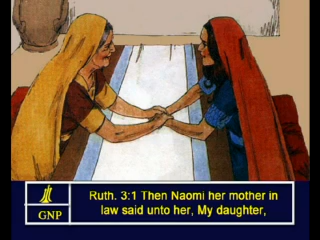 Ruth. 3:1 Then Naomi her mother in
law said unto her, My daughter,
GNP